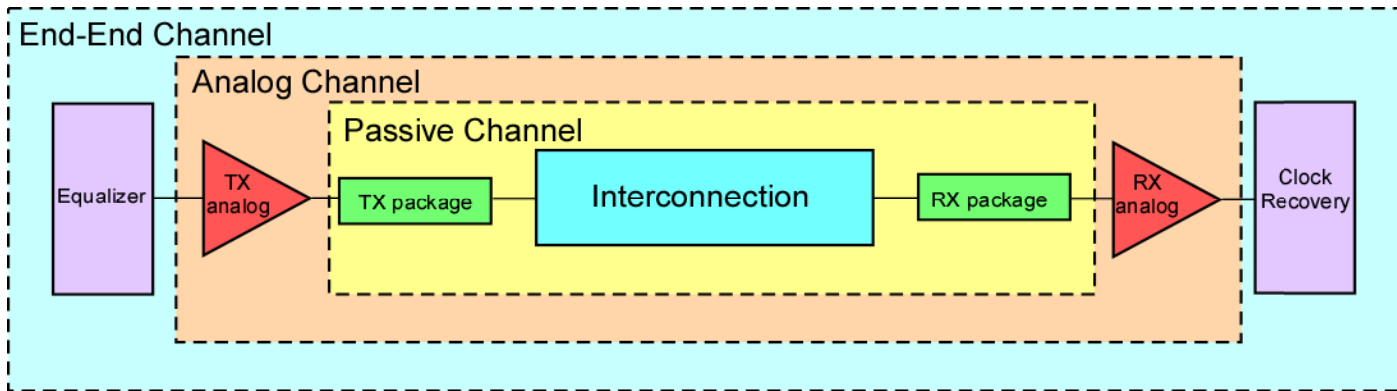 End-End Channel
Analog Channel
Passive Channel
Equalizer
TX
analog
TX package
Interconnection
RX package
RX
analog
Clock
Recovery